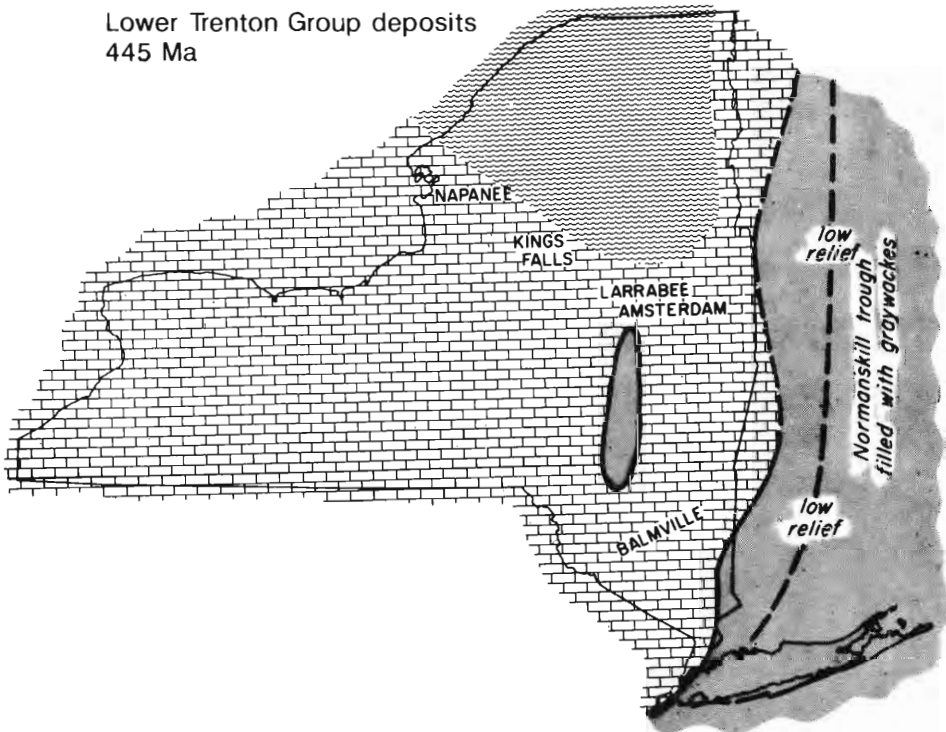 Lower Trenton Group deposits
445 Ma
NAPANEE
KINGS
FALLS
LARRABEE
AMSTERDAM
BALMVILLE
low
relief
low
relief
Normanskill trough
filled with graywackes